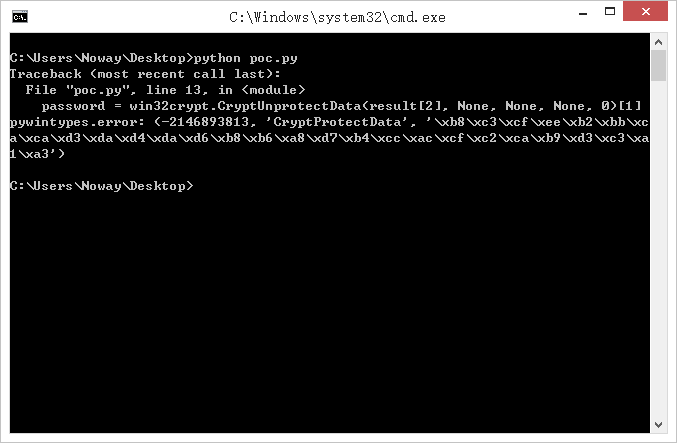 C:\Windows\system32\cmd.exe
C:\Users\Noway\Desktop>python poc.py
Traceback (most recent call last):
  File "poc.py", line 13, in <module>
    password = win32crypt.CryptUnprotectData(result[2], None, None, None, 0)[1]
pywintypes.error: (-2146893813, 'CryptProtectData', '\xb8\xc3\xcf\xee\xb2\xbb\xc
a\xca\xd3\xda\xd4\xda\xd6\xb8\xb6\xa8\xd7\xb4\xcc\xac\xcf\xc2\xca\xb9\xd3\xc3\xa
1\xa3')
C:\Users\Noway\Desktop>